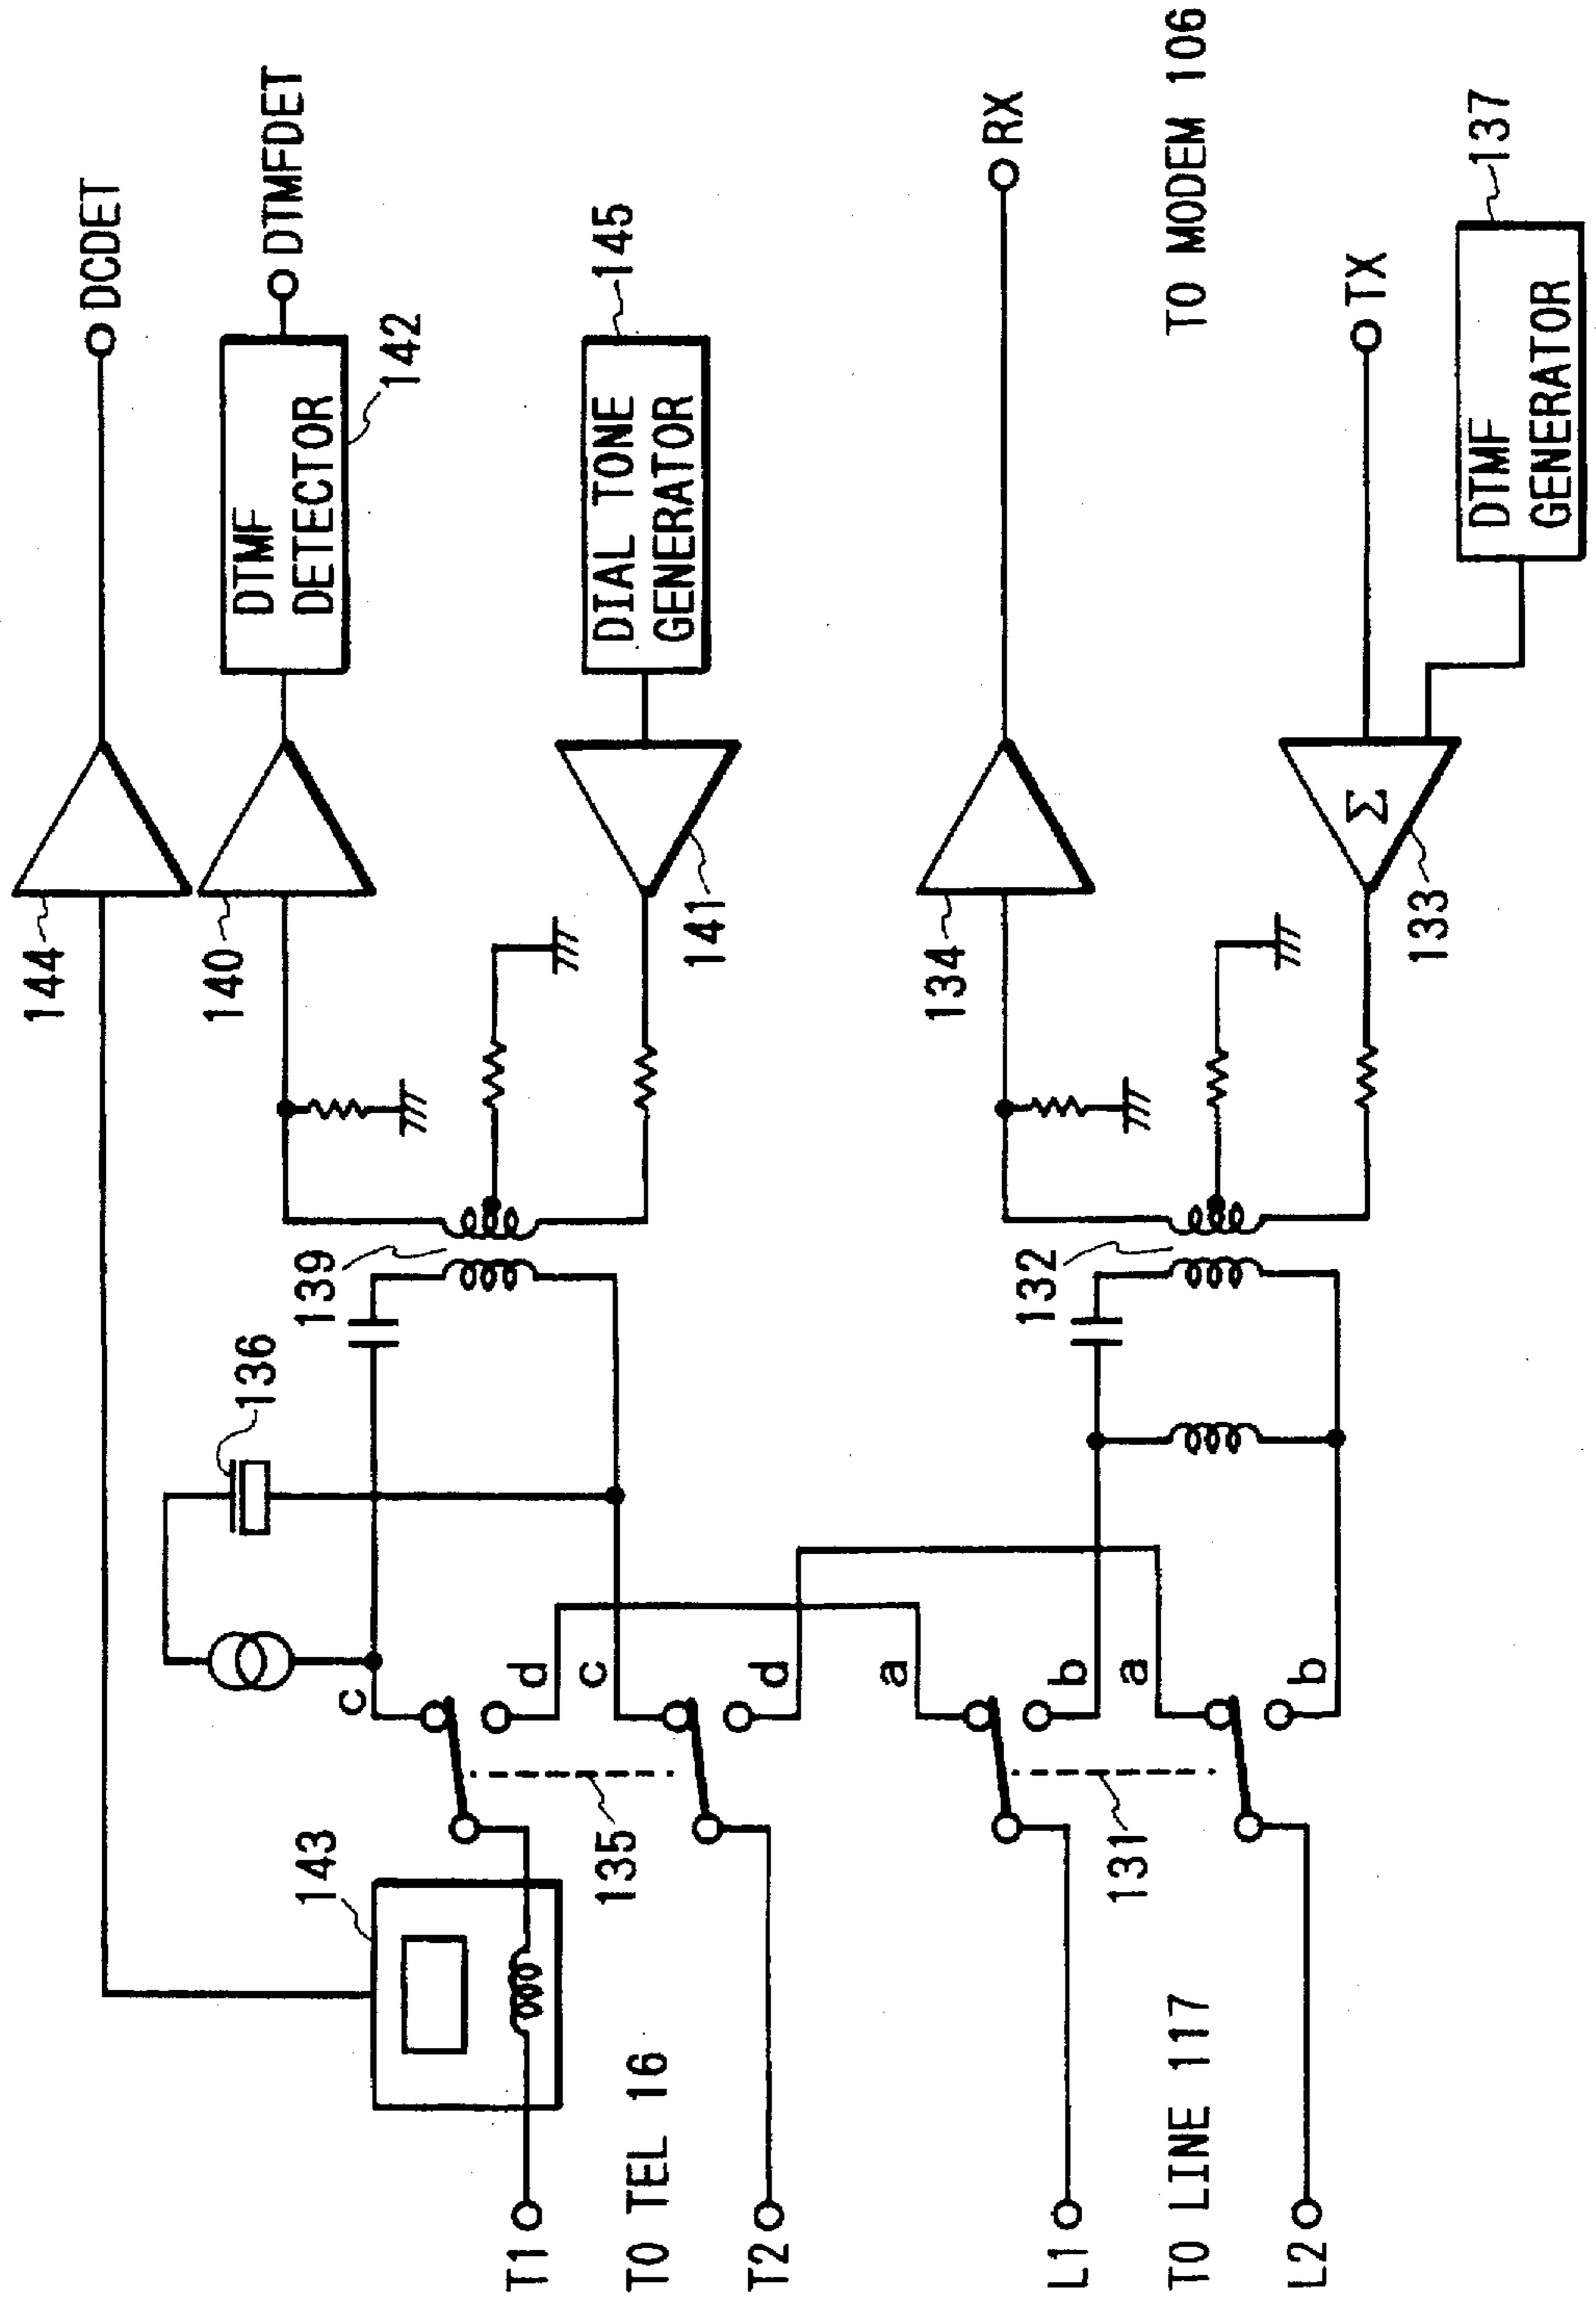 144
DCDET
140
DTMF
DETECTOR
DTMFDET
142
136
139
DIAL TONE
GENERATOR
145
141
143
c
d
c
d
135
T1
TO TEL 16
T2
134
RX
132
a
b
a
b
131
L1
TO LINE 117
L2
TO MODEM 106
Σ
TX
133
DTMF
GENERATOR
137